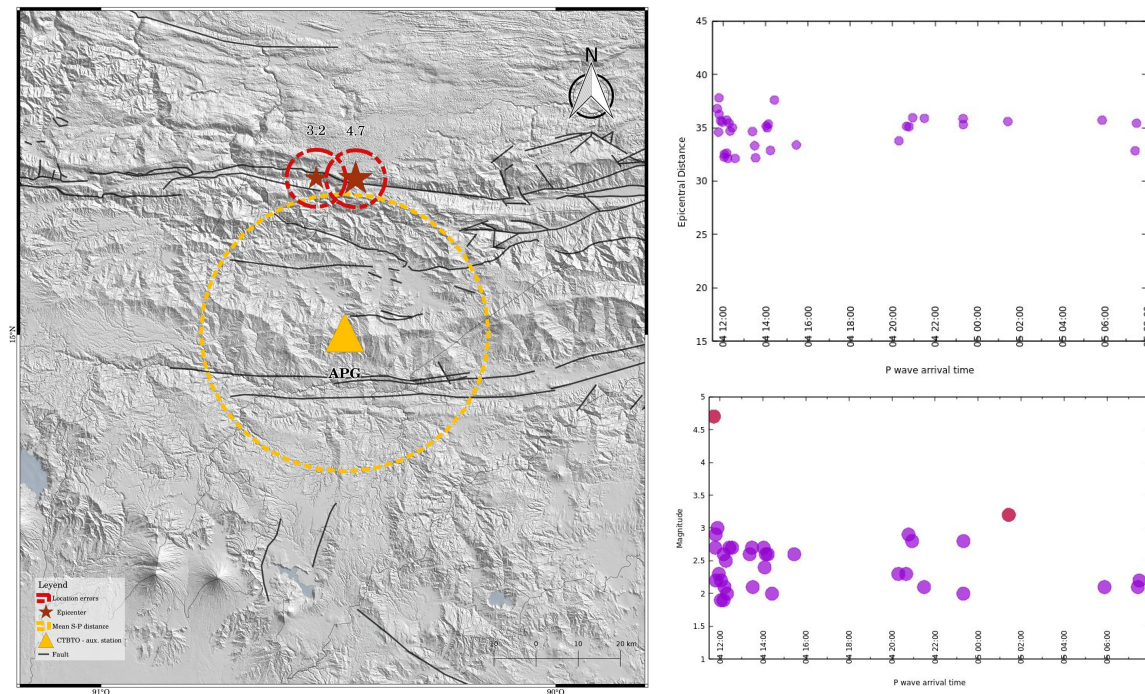 N
3.2 4.7
15°N
APG
Leyend
Location errors
Epicenter
Mean S-P distance
CTBTO - aux. station
Fault
10 0 10 20 km
91°O 90°O
45
40
35
30
25
20
15
Epicentral Distance
04 12:00
04 14:00
04 16:00
04 18:00
04 20:00
04 22:00
05 00:00
05 02:00
05 04:00
05 06:00
P wave arrival time
5
4.5
4
3.5
3
2.5
2
1.5
1
Magnitude
04 12:00
04 14:00
04 16:00
04 18:00
04 20:00
04 22:00
05 00:00
05 02:00
05 04:00
05 06:00
P wave arrival time